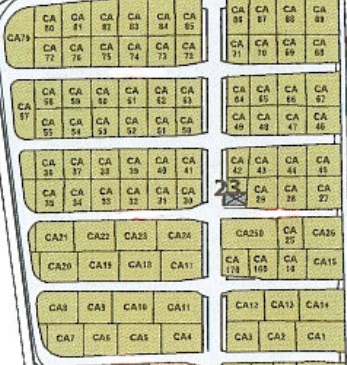 CA79 CA 80 CA 81 CA 82 CA 83 CA 84 CA 85 CA 86 CA 87 CA 88 CA 89
CA 72 CA 76 CA 75 CA 74 CA 73 CA CA 71 CA 70 CA 69 CA 68
CA 57 CA 58 CA 59 CA 60 CA 61 CA 62 CA 63 CA 64 CA 65 CA 66 CA 67
CA 55 CA 54 CA 53 CA 52 CA 51 CA 50 CA 49 CA 48 CA 47 CA 46
CA 36 CA 37 CA 38 CA 39 CA 40 CA 41 CA 42 CA 43 CA 44 CA 45
23
CA 35 CA 34 CA 33 CA 32 CA 31 CA 30 CA 29 CA 28 CA 27
CA21 CA22 CA23 CA24 CA25D CA 25 CA26
CA20 CA19 CA18 CA17 CA 17B CA 16B CA 16 CA15
CA8 CA9 CA10 CA11 CA12 CA13 CA14
CA7 CA6 CA5 CA4 CA3 CA2 CA1